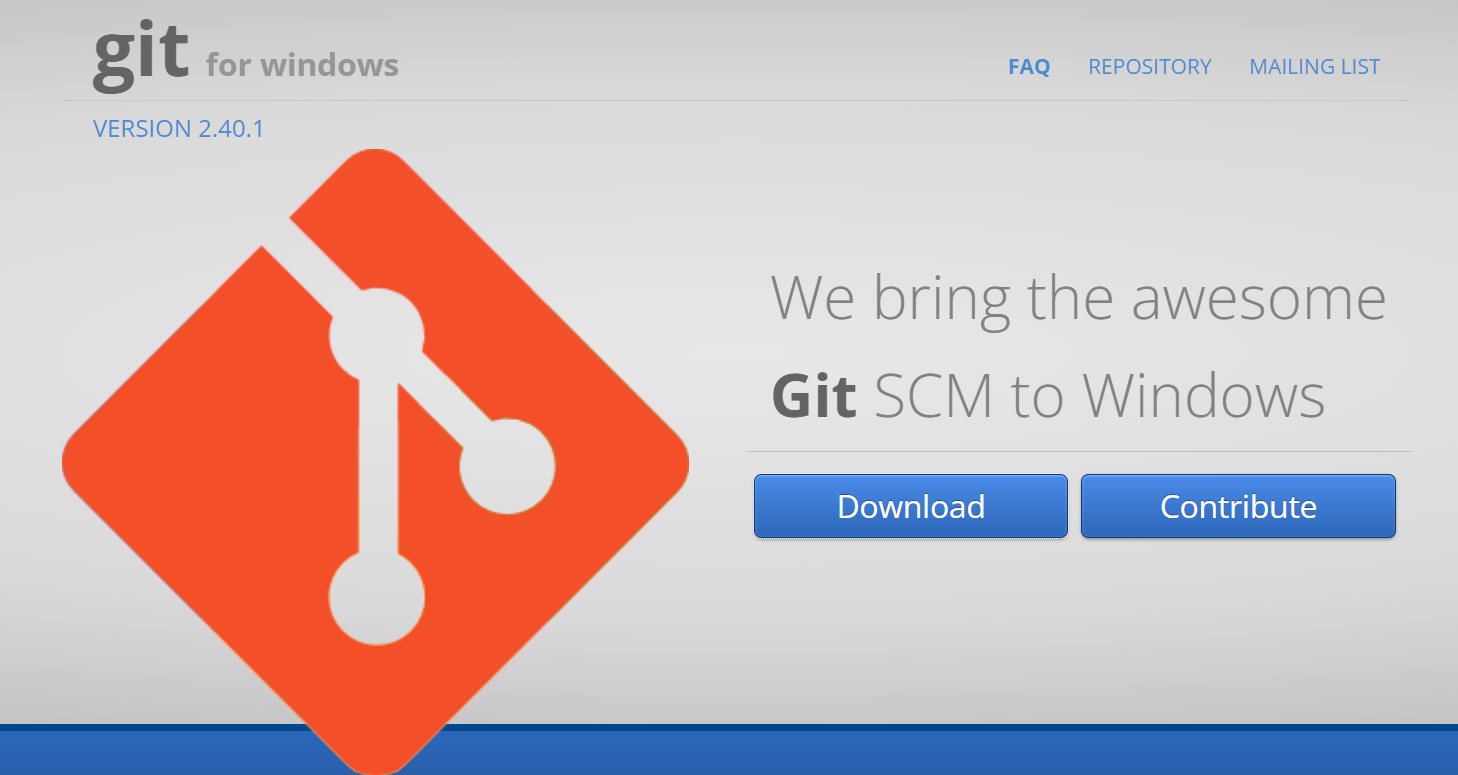 git for windows
FAQ REPOSITORY MAILING LIST
VERSION 2.40.1
We bring the awesome
Git SCM to Windows
Download Contribute